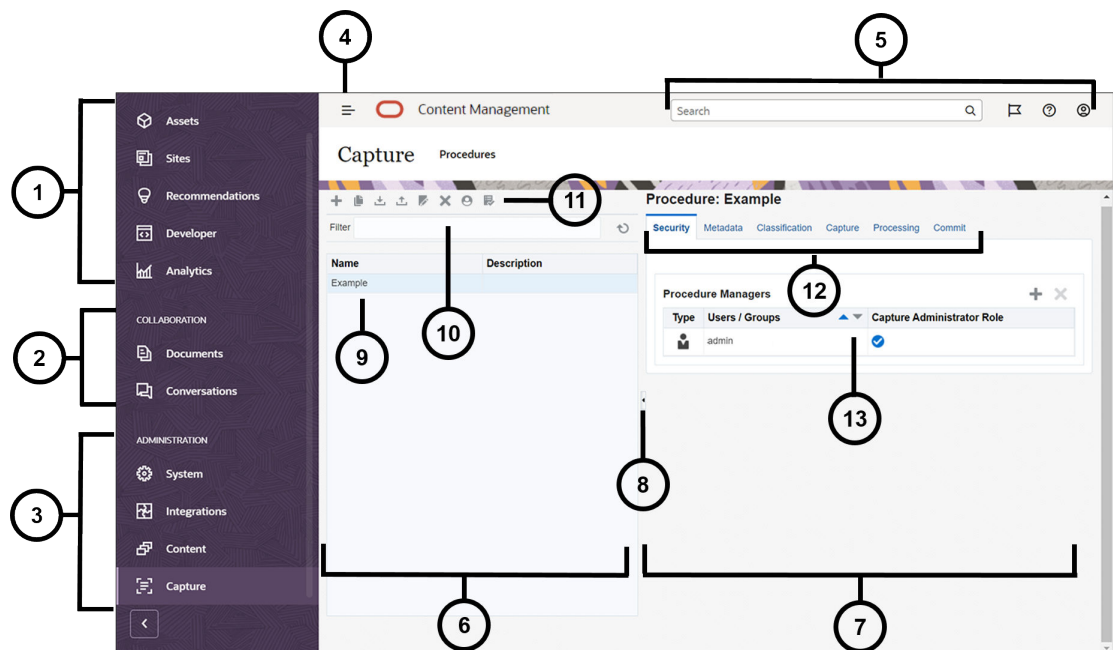 4
5
1
Assets
Sites
Recommendations
Developer
Analytics
2
COLLABORATION
Documents
Conversations
3
ADMINISTRATION
System
Integrations
Content
Capture
Content Management
Search
Capture Procedures
11
Filter
Name Description
Example
9
10
6
8
Procedure: Example
Security Metadata Classification Capture Processing Commit
12
Procedure Managers
Type Users / Groups Capture Administrator Role
admin
13
7